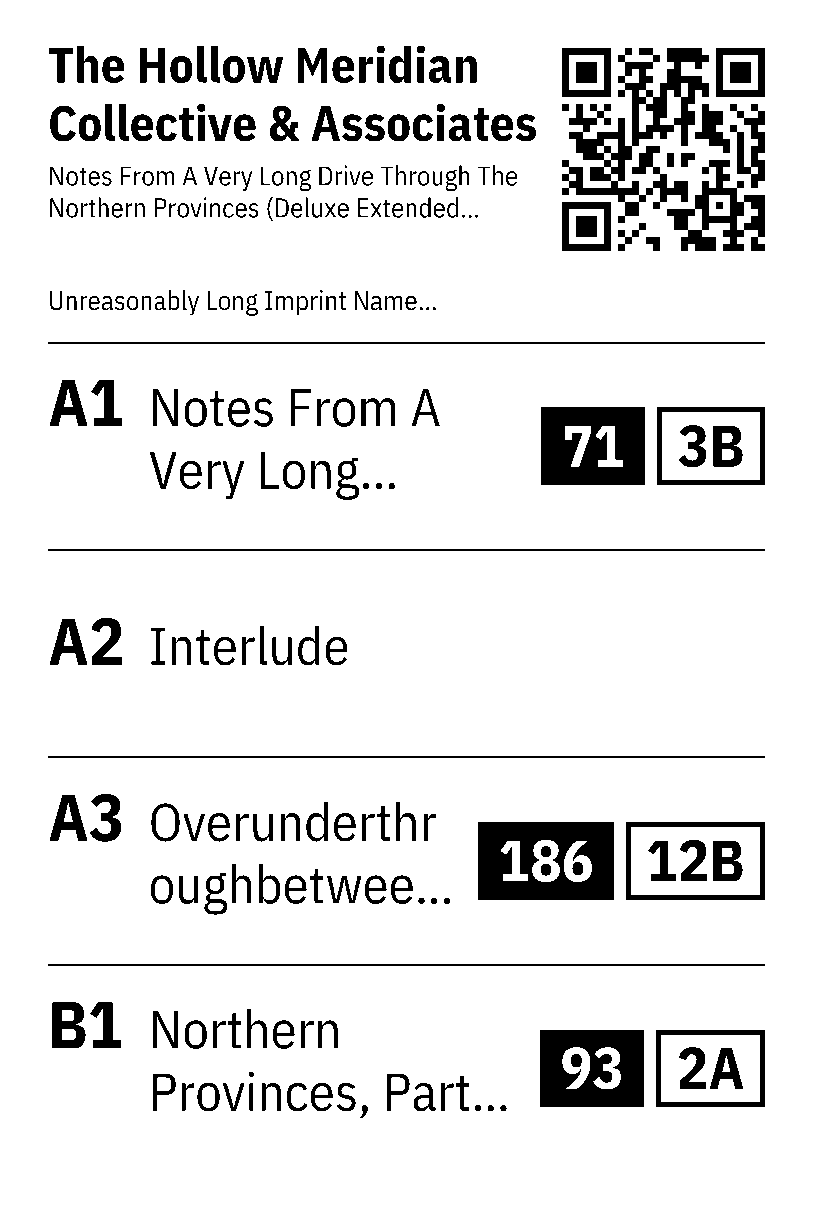 The Hollow Meridian
Collective & Associates
Notes From A Very Long Drive Through The
Northern Provinces (Deluxe Extended...
Unreasonably Long Imprint Name...
A1 Notes From A
Very Long...
71 3B
A2 Interlude
A3 Overunderthr
oughbetwee...
186 12B
B1 Northern
Provinces, Part...
93 2A